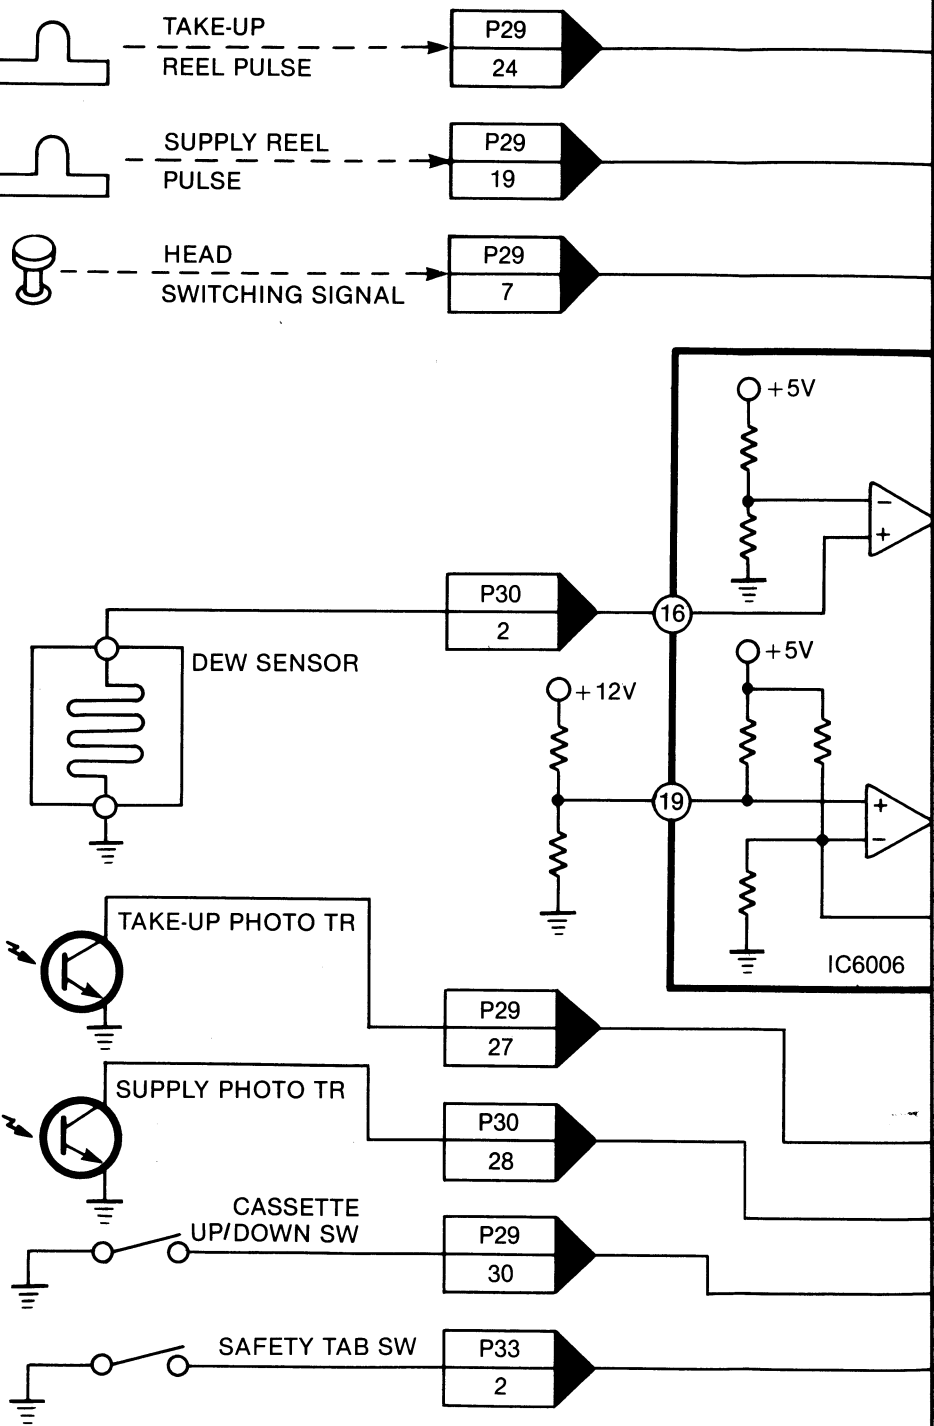 TAKE-UP
REEL PULSE
P29
24
SUPPLY REEL
PULSE
P29
19
HEAD
SWITCHING SIGNAL
P29
7
+5V
−
+
P30
2
16
DEW SENSOR
+5V
+12V
19
+
−
TAKE-UP PHOTO TR
IC6006
P29
27
SUPPLY PHOTO TR
P30
28
CASSETTE
UP/DOWN SW
P29
30
SAFETY TAB SW
P33
2